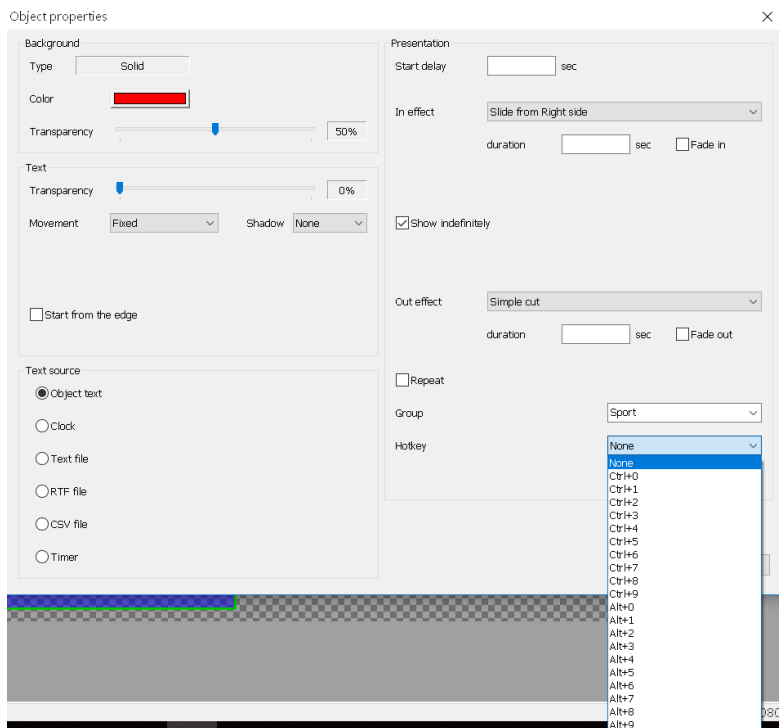 Object properties
Background
Type Solid
Color
Transparency 50%
Text
Transparency 0%
Movement Fixed Shadow None
Start from the edge
Text source
Object text
Clock
Text file
RTF file
CSV file
Timer
Presentation
Start delay sec
In effect Slide from Right side
duration sec Fade in
Show indefinitely
Out effect Simple cut
duration sec Fade out
Repeat
Group Sport
Hotkey None
None
Ctrl+0
Ctrl+1
Ctrl+2
Ctrl+3
Ctrl+4
Ctrl+5
Ctrl+6
Ctrl+7
Ctrl+8
Ctrl+9
Alt+0
Alt+1
Alt+2
Alt+3
Alt+4
Alt+5
Alt+6
Alt+7
Alt+8
Alt+9